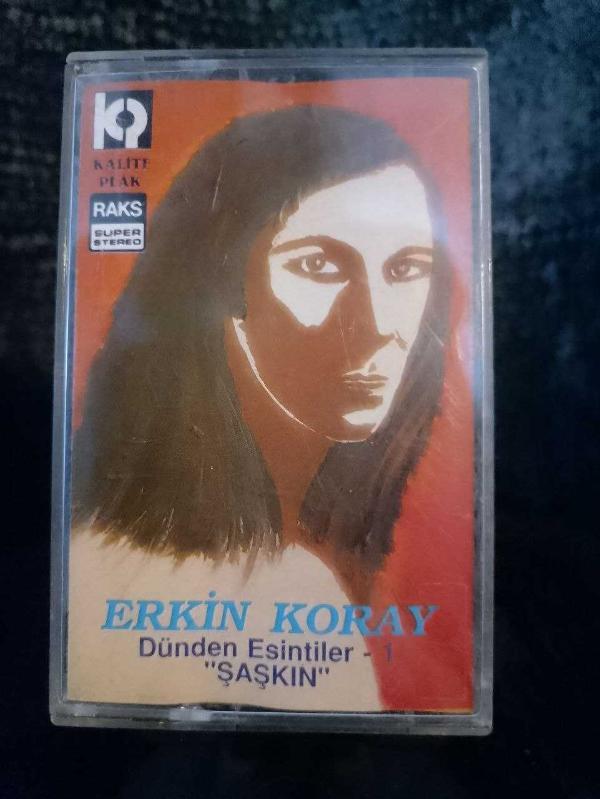 KALİTE
PLAK
RAKS
SUPER
STEREO
ERKİN KORAY
Dünden Esintiler - 1
"ŞAŞKIN"